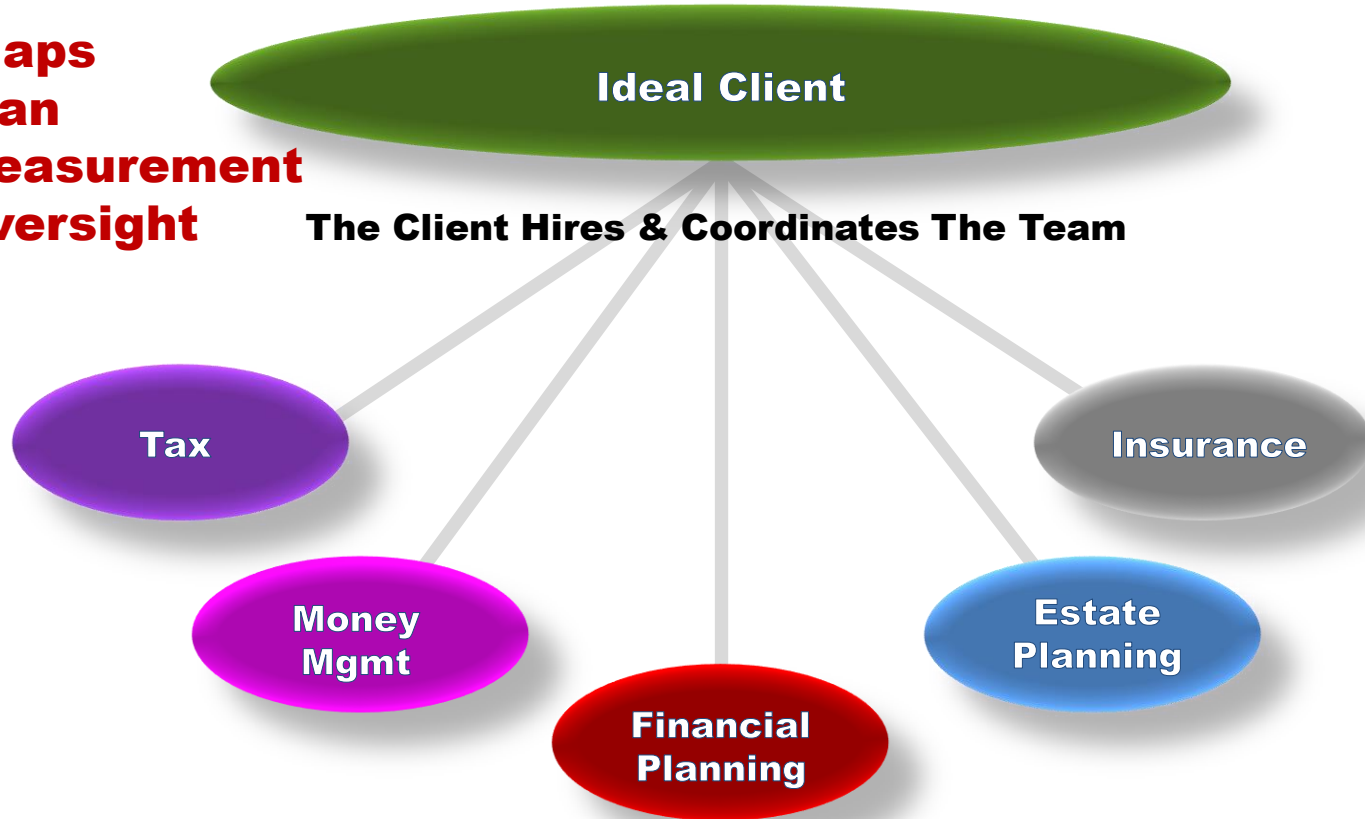 aps
an
easurement
versight
Ideal Client
The Client Hires & Coordinates The Team
Tax
Insurance
Money
Mgmt
Estate
Planning
Financial
Planning